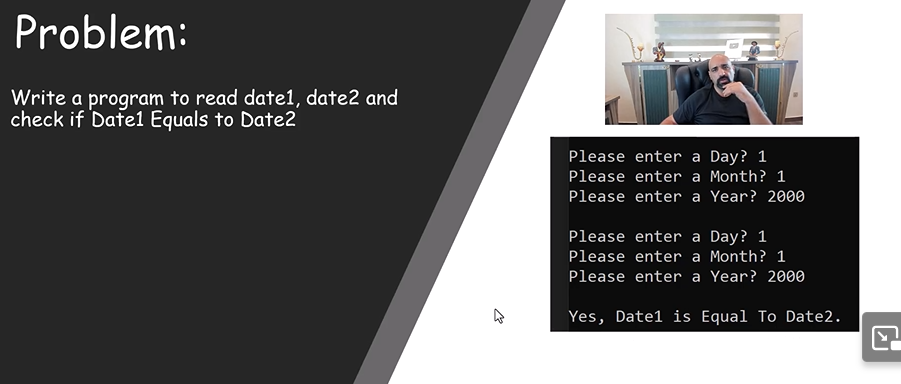 Problem:
Write a program to read date1, date2 and
check if Date1 Equals to Date2
Please enter a Day? 1
Please enter a Month? 1
Please enter a Year? 2000
Please enter a Day? 1
Please enter a Month? 1
Please enter a Year? 2000
Yes, Date1 is Equal To Date2.